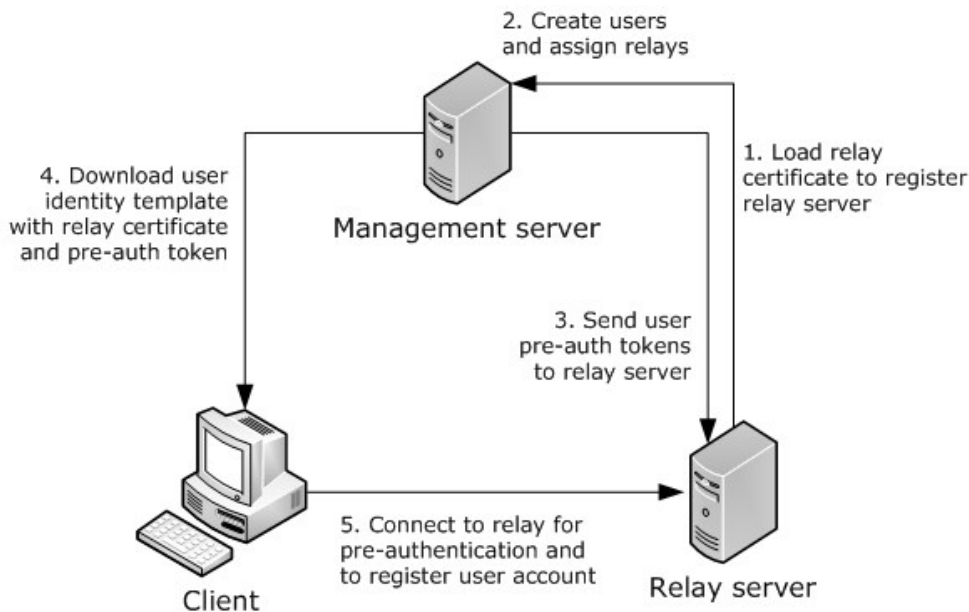 2. Create users
and assign relays
1. Load relay
certificate to register
relay server
4. Download user
identity template
with relay certificate
and pre-auth token
Management server
3. Send user
pre-auth tokens
to relay server
5. Connect to relay for
pre-authentication and
to register user account
Client
Relay server